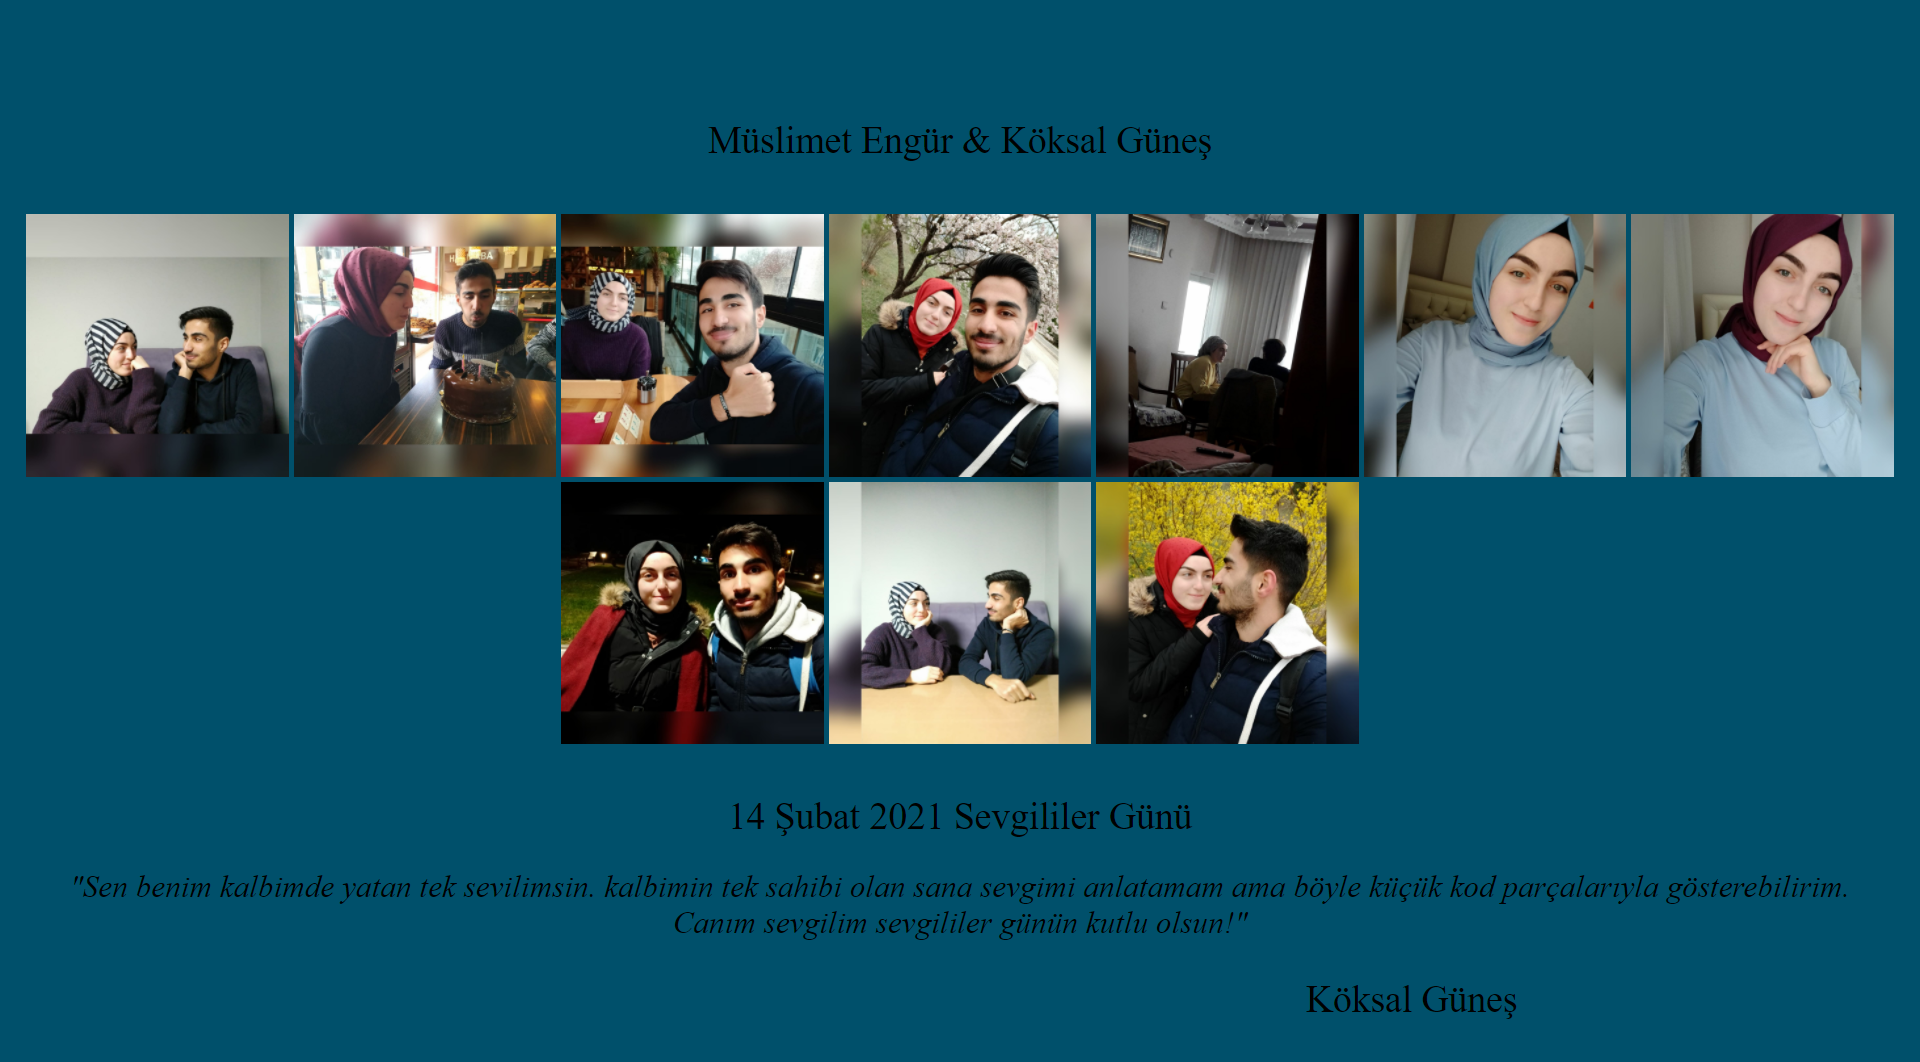 Müslimet Engür & Köksal Güneş
14 Şubat 2021 Sevgililer Günü
"Sen benim kalbimde yatan tek sevilimsin. kalbimin tek sahibi olan sana sevgimi anlatamam ama böyle küçük kod parçalarıyla gösterebilirim.
Canım sevgilim sevgililer günün kutlu olsun!"
Köksal Güneş